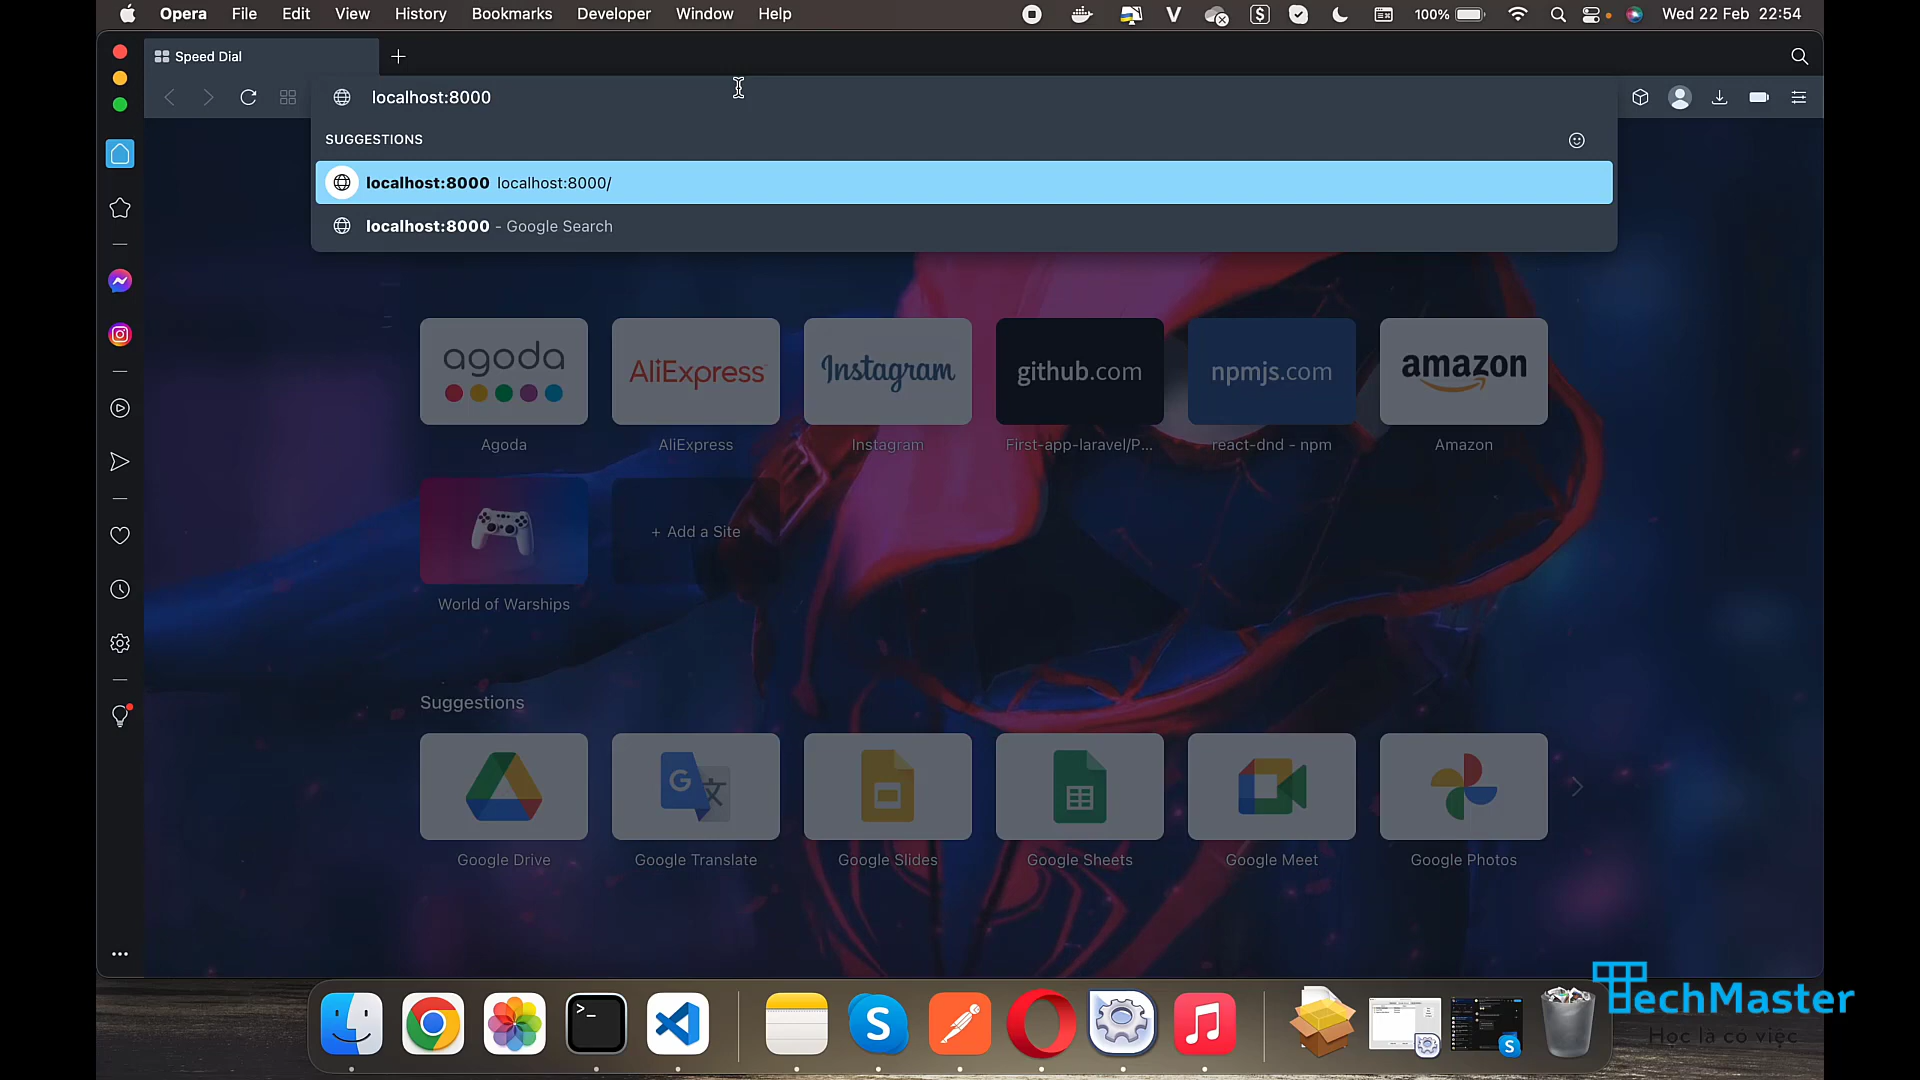 Opera File Edit View History Bookmarks Developer Window Help 100% Wed 22 Feb 22:54
Speed Dial
localhost:8000
SUGGESTIONS
localhost:8000 localhost:8000/
localhost:8000 - Google Search
agoda AliExpress Instagram github.com npmjs.com amazon
Agoda AliExpress Instagram First-app-laravel/P... react-dnd - npm Amazon
+ Add a Site
World of Warships
Suggestions
Google Drive Google Translate Google Slides Google Sheets Google Meet Google Photos
TechMaster
Học là có việc